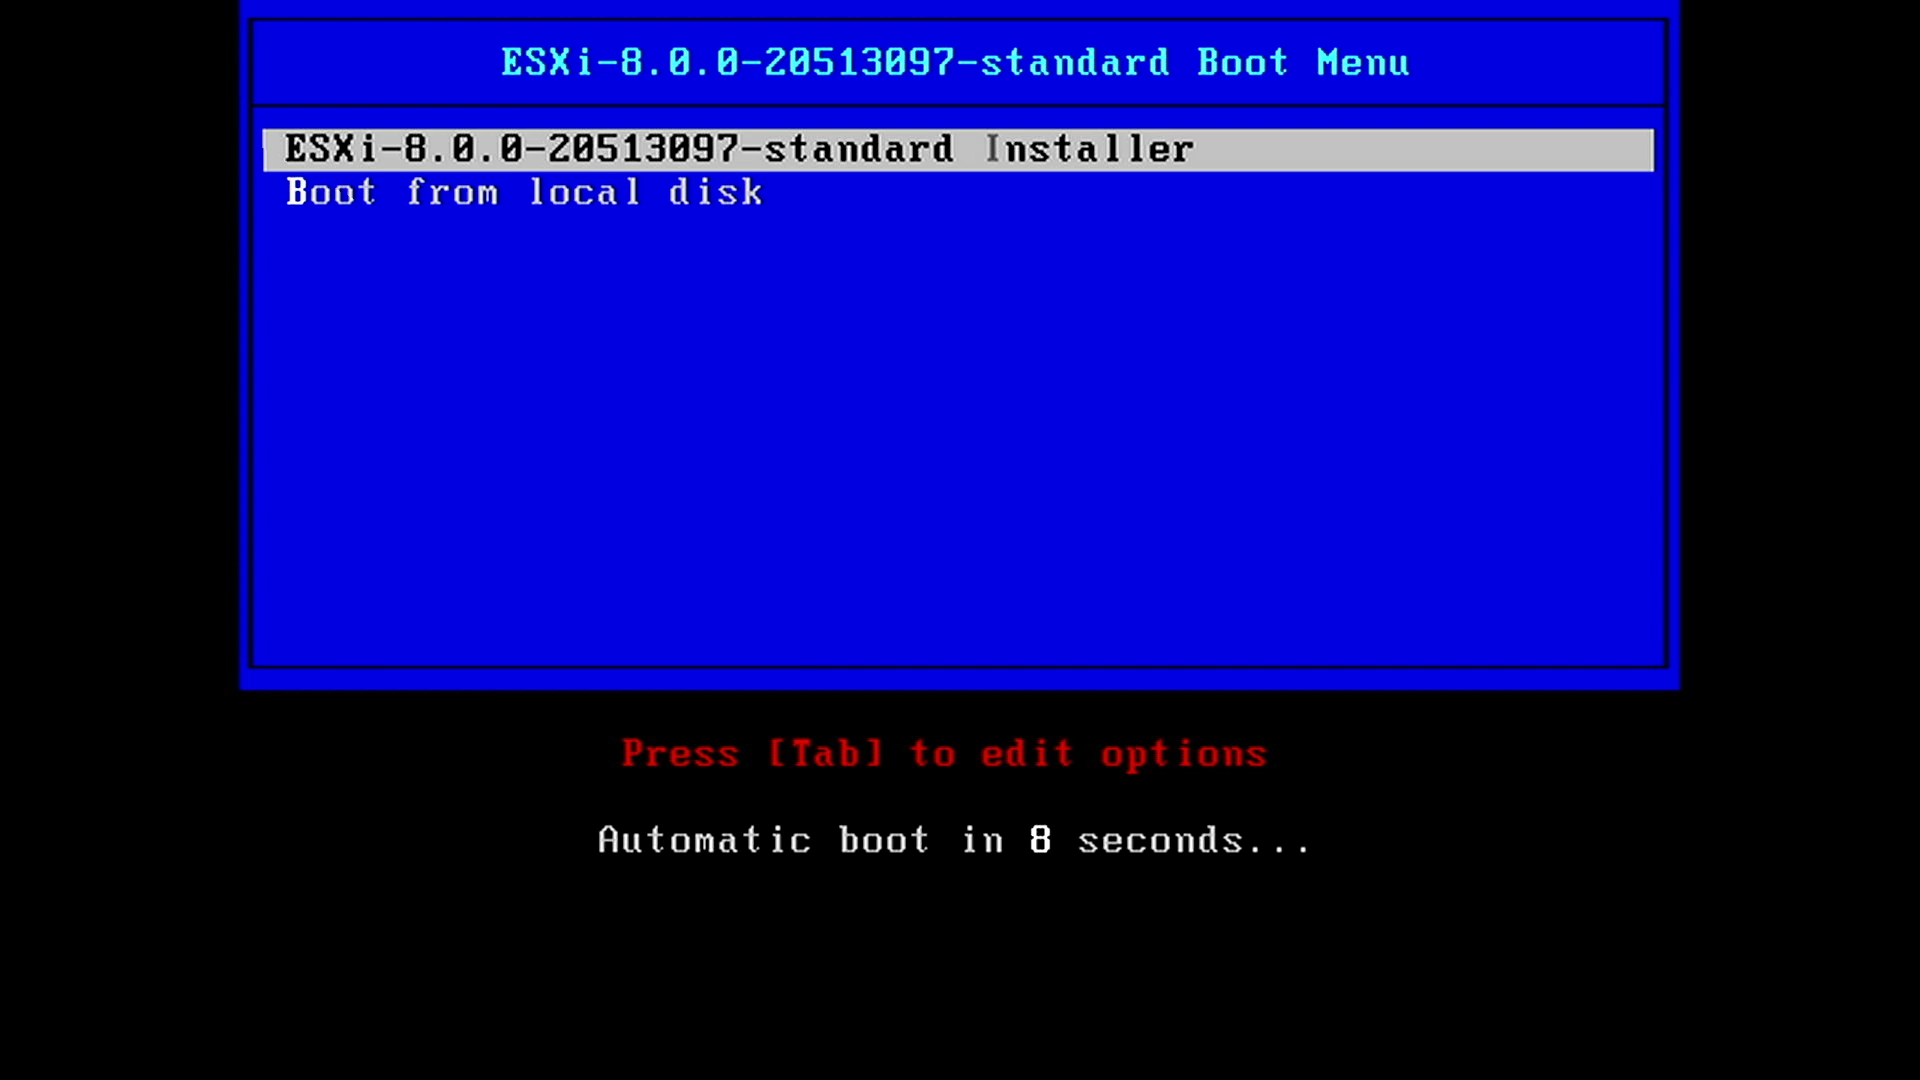 ESXi-8.0.0-20513097-standard Boot Menu
ESXi-8.0.0-20513097-standard Installer
Boot from local disk
Press [Tab] to edit options
Automatic boot in 8 seconds...